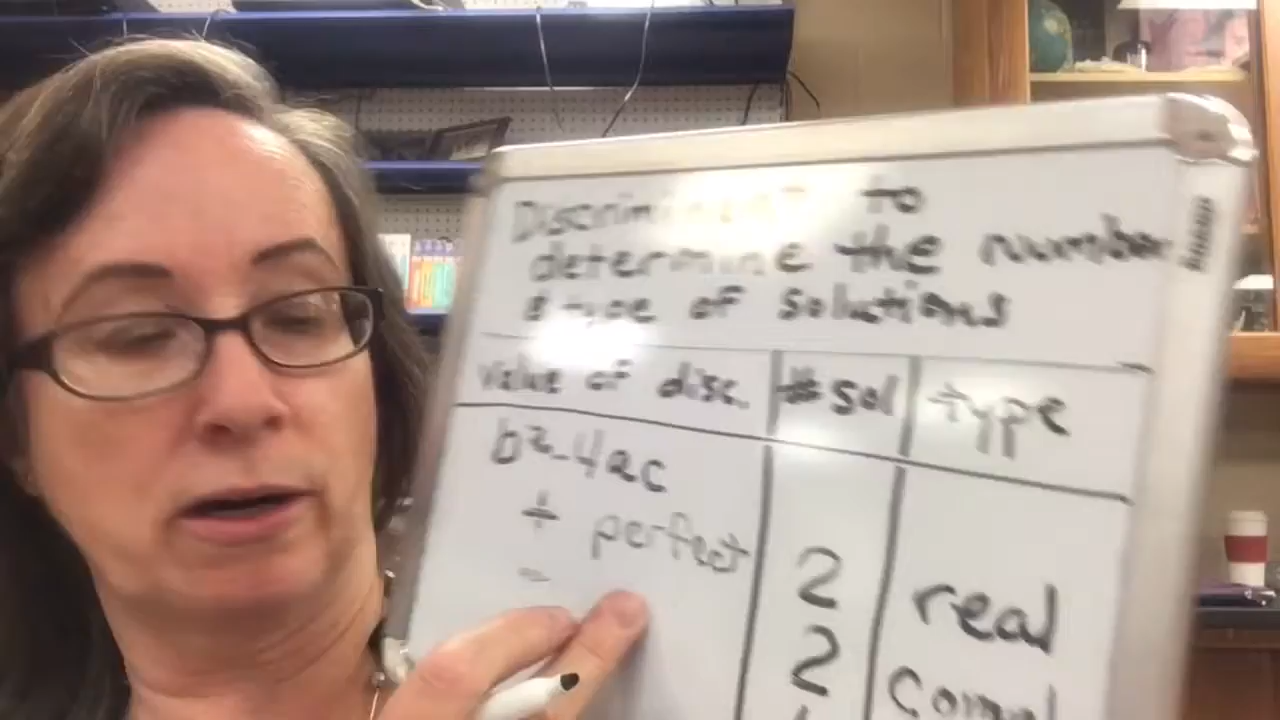 Discriminant to
determine the number
& type of solutions
value of disc. #sol type
b²-4ac
+ perfect 2 real
- 2